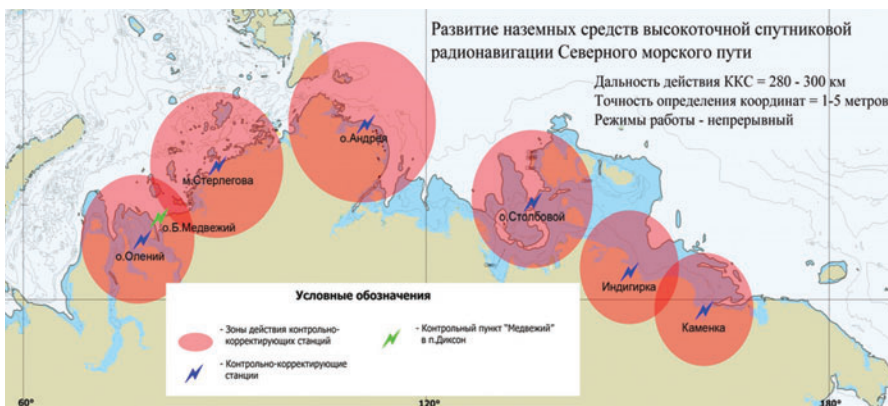 Развитие наземных средств высокоточной спутниковой
радионавигации Северного морского пути
Дальность действия ККС = 280 - 300 км
Точность определения координат = 1-5 метров
Режимы работы - непрерывный
о.Андрея
м.Стерлегова
о.Столбовой
о.Б.Медвежий
о.Олений
Индигирка
Каменка
Условные обозначения
- Зоны действия контрольно-
корректирующих станций
- Контрольно-корректирующие
станции
- Контрольный пункт "Медвежий"
в п.Диксон
60°
120°
180°